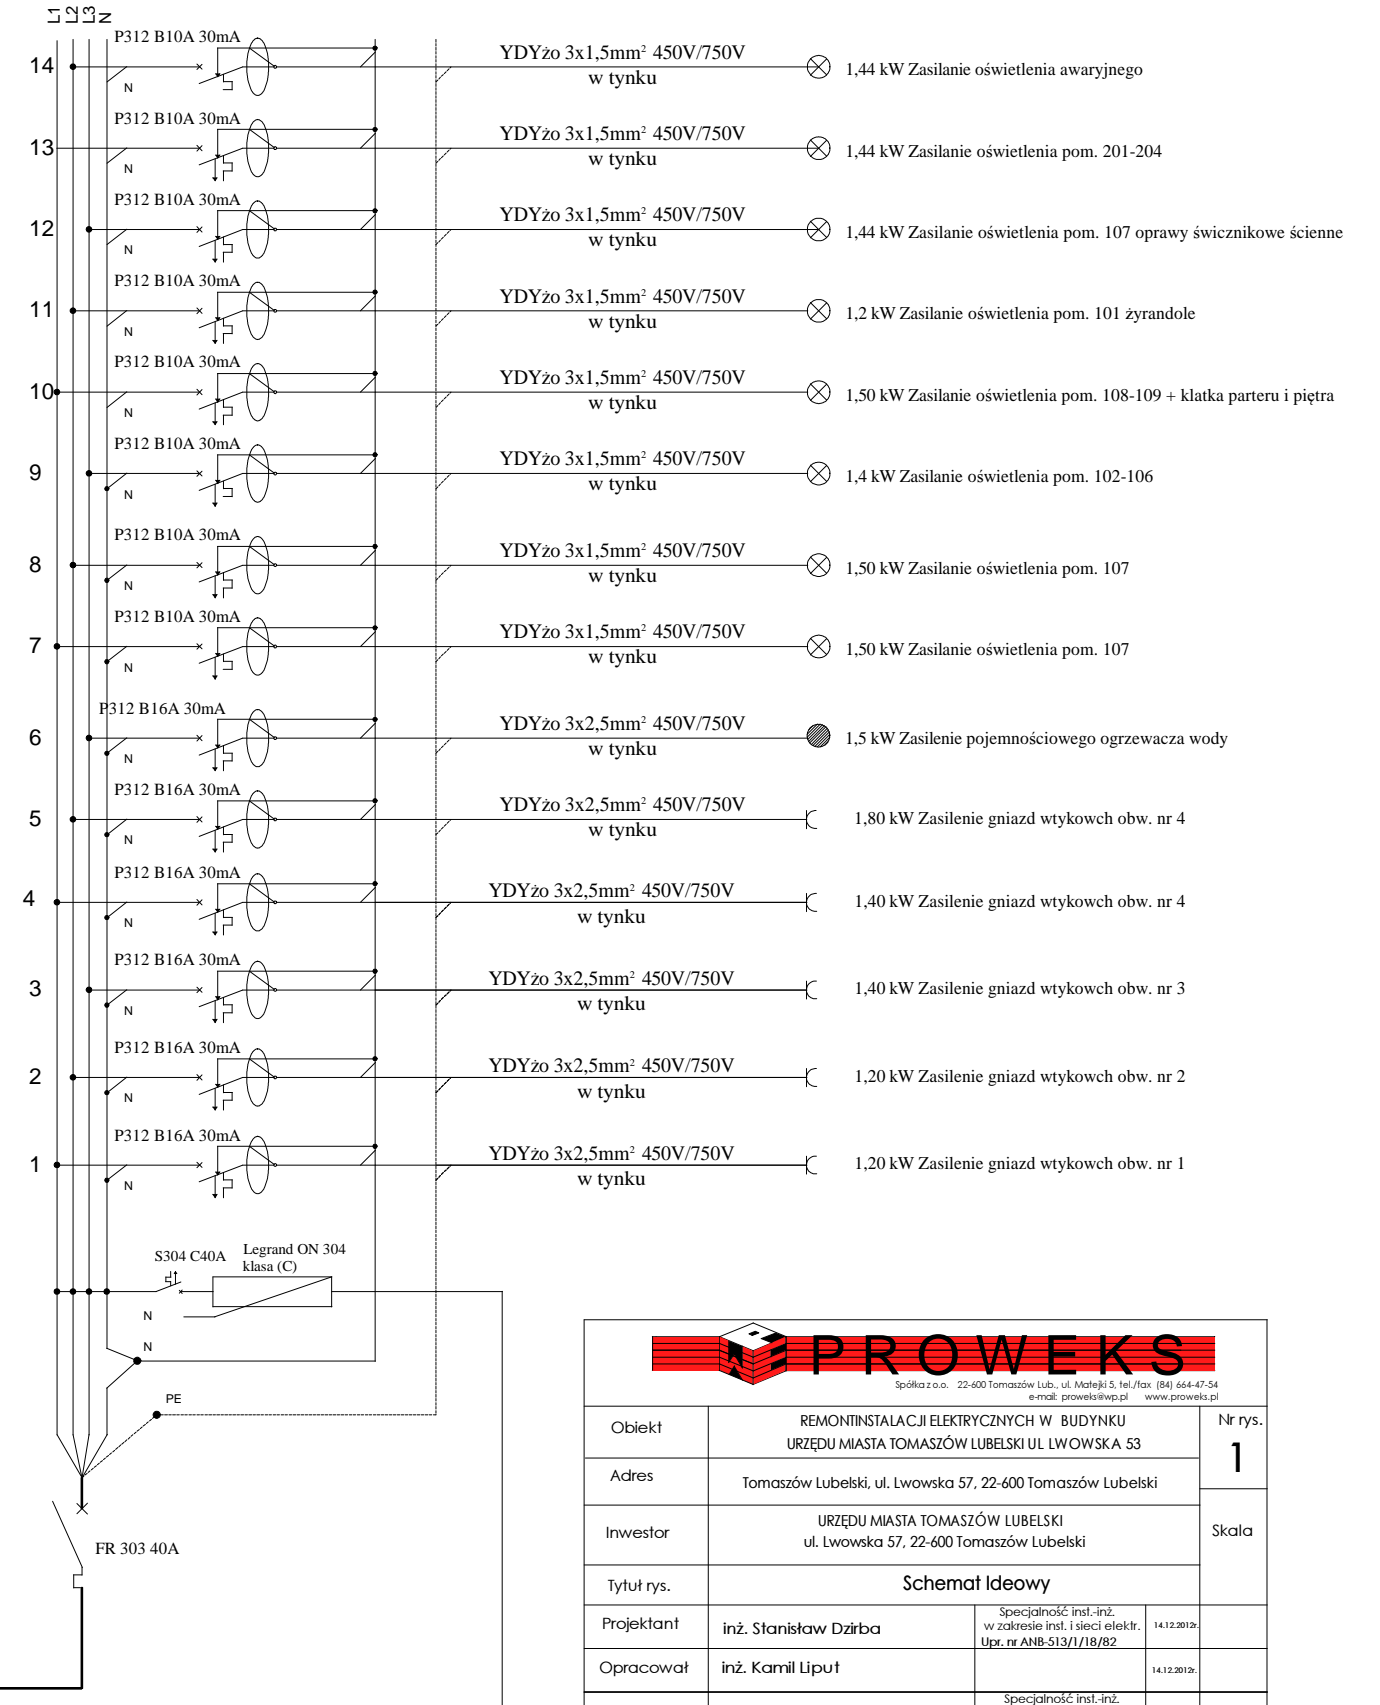 L1 L2 L3 N
P312 B10A 30mA
14
N
YDYżo 3x1,5mm² 450V/750V
w tynku
1,44 kW Zasilanie oświetlenia awaryjnego
P312 B10A 30mA
13
N
YDYżo 3x1,5mm² 450V/750V
w tynku
1,44 kW Zasilanie oświetlenia pom. 201-204
P312 B10A 30mA
12
N
YDYżo 3x1,5mm² 450V/750V
w tynku
1,44 kW Zasilanie oświetlenia pom. 107 oprawy świcznikowe ścienne
P312 B10A 30mA
11
N
YDYżo 3x1,5mm² 450V/750V
w tynku
1,2 kW Zasilanie oświetlenia pom. 101 żyrandole
P312 B10A 30mA
10
N
YDYżo 3x1,5mm² 450V/750V
w tynku
1,50 kW Zasilanie oświetlenia pom. 108-109 + klatka parteru i piętra
P312 B10A 30mA
9
N
YDYżo 3x1,5mm² 450V/750V
w tynku
1,4 kW Zasilanie oświetlenia pom. 102-106
P312 B10A 30mA
8
N
YDYżo 3x1,5mm² 450V/750V
w tynku
1,50 kW Zasilanie oświetlenia pom. 107
P312 B10A 30mA
7
N
YDYżo 3x1,5mm² 450V/750V
w tynku
1,50 kW Zasilanie oświetlenia pom. 107
P312 B16A 30mA
6
N
YDYżo 3x2,5mm² 450V/750V
w tynku
1,5 kW Zasilenie pojemnościowego ogrzewacza wody
P312 B16A 30mA
5
N
YDYżo 3x2,5mm² 450V/750V
w tynku
1,80 kW Zasilenie gniazd wtykowch obw. nr 4
P312 B16A 30mA
4
N
YDYżo 3x2,5mm² 450V/750V
w tynku
1,40 kW Zasilenie gniazd wtykowch obw. nr 4
P312 B16A 30mA
3
N
YDYżo 3x2,5mm² 450V/750V
w tynku
1,40 kW Zasilenie gniazd wtykowch obw. nr 3
P312 B16A 30mA
2
N
YDYżo 3x2,5mm² 450V/750V
w tynku
1,20 kW Zasilenie gniazd wtykowch obw. nr 2
P312 B16A 30mA
1
N
YDYżo 3x2,5mm² 450V/750V
w tynku
1,20 kW Zasilenie gniazd wtykowch obw. nr 1
S304 C40A
Legrand ON 304
klasa (C)
N
N
PE
FR 303 40A
PROWEKS
Spółka z o.o. 22-600 Tomaszów Lub., ul. Matejki 5, tel./fax (84) 664-47-54
e-mail: proweks@wp.pl www.proweks.pl
Obiekt
REMONTINSTALACJI ELEKTRYCZNYCH W BUDYNKU
URZĘDU MIASTA TOMASZÓW LUBELSKI UL LWOWSKA 53
Nr rys.
1
Adres
Tomaszów Lubelski, ul. Lwowska 57, 22-600 Tomaszów Lubelski
Inwestor
URZĘDU MIASTA TOMASZÓW LUBELSKI
ul. Lwowska 57, 22-600 Tomaszów Lubelski
Skala
Tytuł rys.
Schemat Ideowy
Projektant
inż. Stanisław Dzirba
Specjalność inst.-inż.
w zakresie inst. i sieci elektr.
Upr. nr ANB-513/1/18/82
14.12.2012r.
Opracował
inż. Kamil Liput
14.12.2012r.
Specjalność inst.-inż.